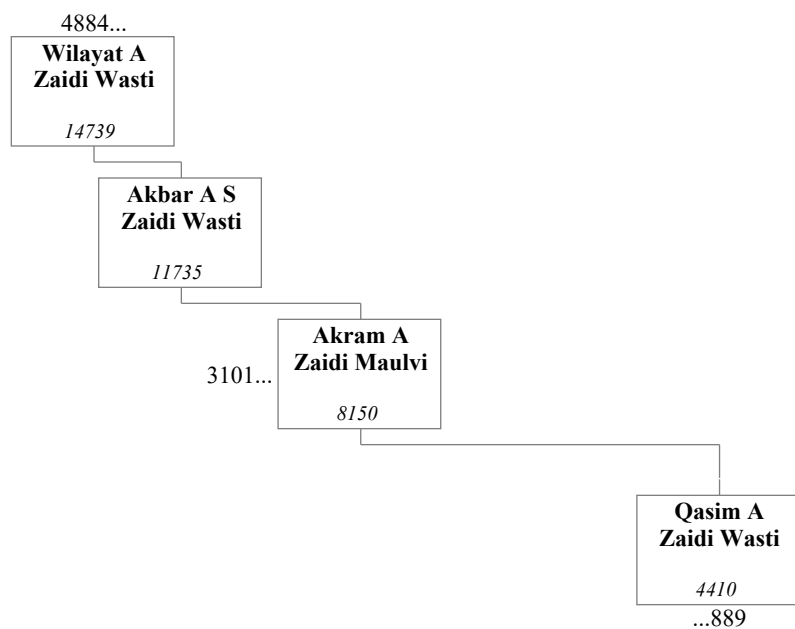 4884...
Wilayat A
Zaidi Wasti
14739
Akbar A S
Zaidi Wasti
11735
Akram A
Zaidi Maulvi
3101...
8150
Qasim A
Zaidi Wasti
4410
...889